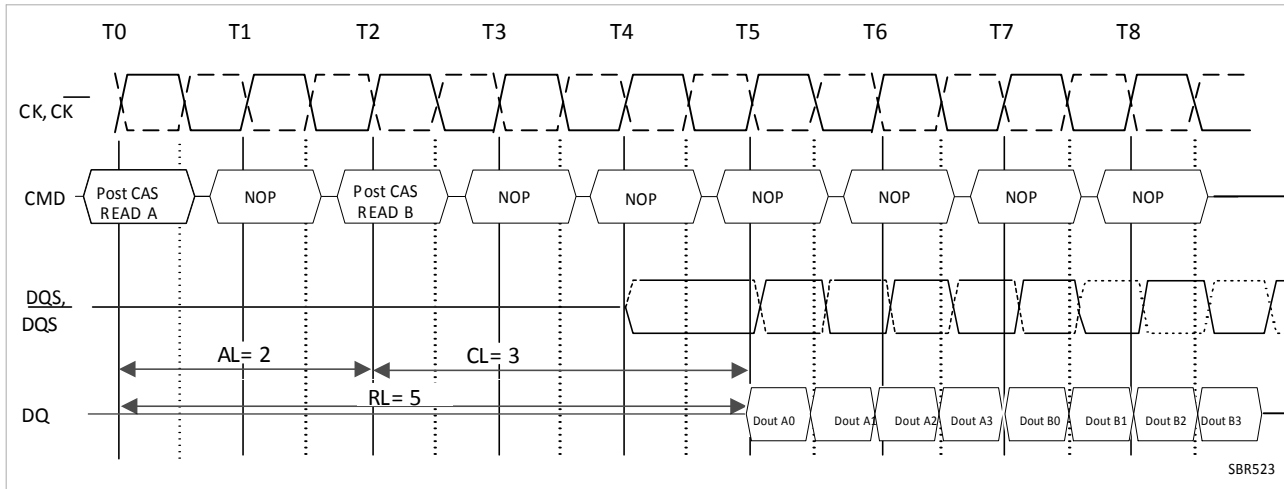 T0 T1 T2 T3 T4 T5 T6 T7 T8
CK, CK
CMD
Post CAS
READ A
NOP
Post CAS
READ B
NOP
NOP
NOP
NOP
NOP
NOP
DQS,
DQS
AL= 2
CL= 3
RL= 5
DQ
Dout A0
Dout A1
Dout A2
Dout A3
Dout B0
Dout B1
Dout B2
Dout B3
SBR523